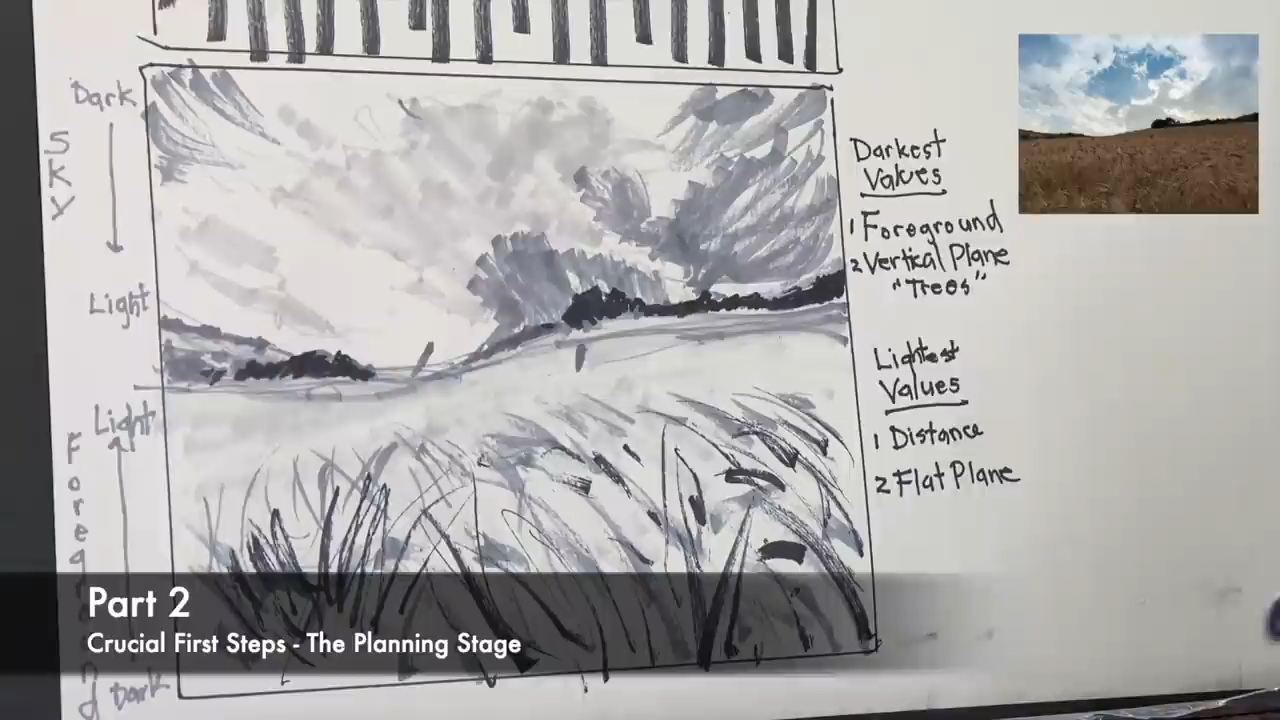 Dark
SKY
Light
Light
Foreground
Dark
Darkest
Values
1 Foreground
2 Vertical Plane
"Trees"
Lightest
Values
1 Distance
2 Flat Plane
Part 2
Crucial First Steps - The Planning Stage